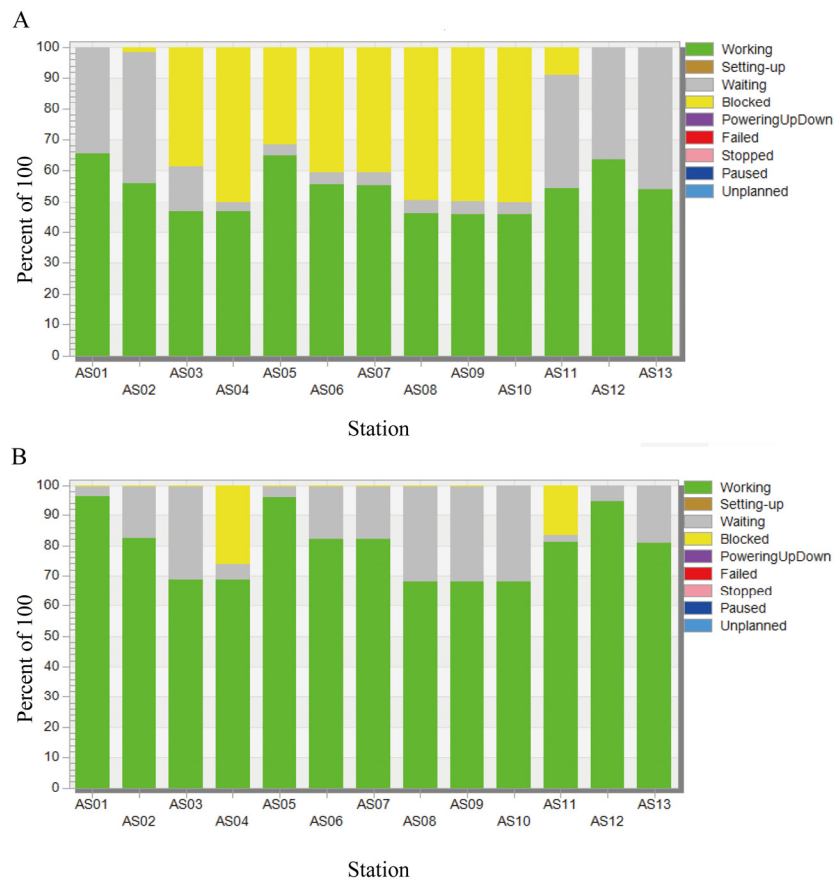 A
Percent of 100
100
90
80
70
60
50
40
30
20
10
0
AS01
AS02
AS03
AS04
AS05
AS06
AS07
AS08
AS09
AS10
AS11
AS12
AS13
Station
Working
Setting-up
Waiting
Blocked
PoweringUpDown
Failed
Stopped
Paused
Unplanned
B
Percent of 100
100
90
80
70
60
50
40
30
20
10
0
AS01
AS02
AS03
AS04
AS05
AS06
AS07
AS08
AS09
AS10
AS11
AS12
AS13
Station
Working
Setting-up
Waiting
Blocked
PoweringUpDown
Failed
Stopped
Paused
Unplanned